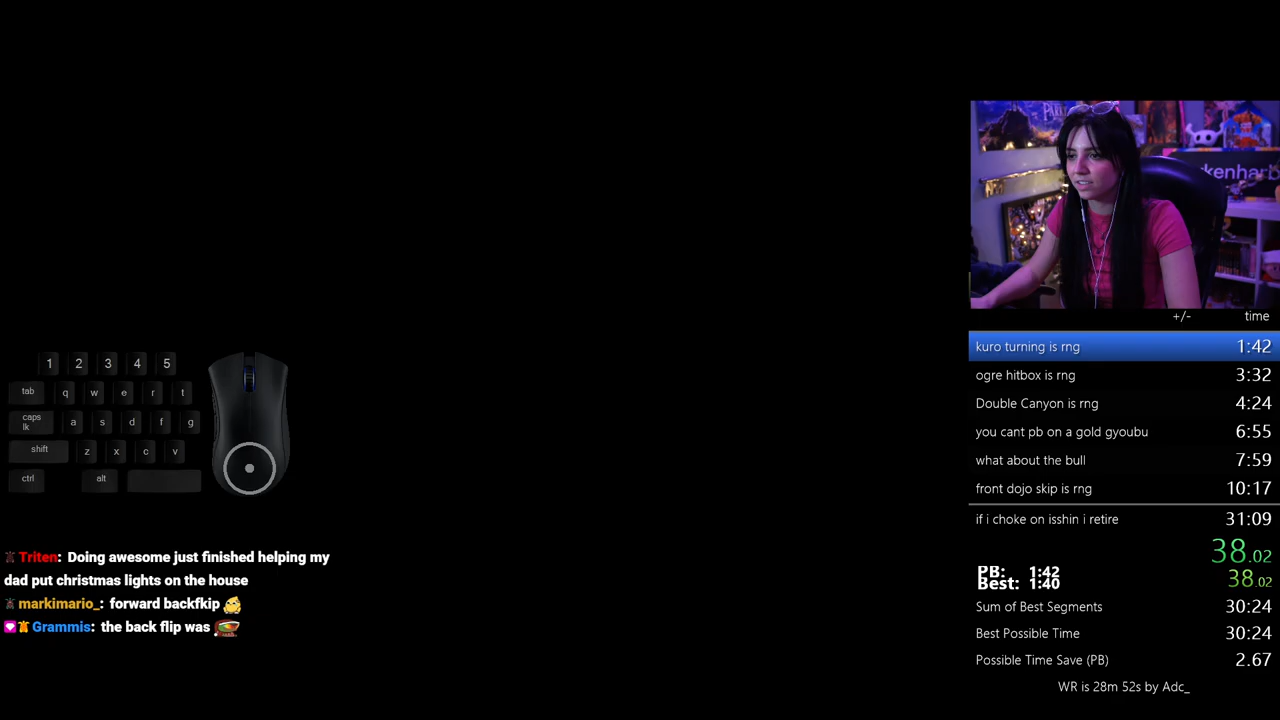 +/- time
kuro turning is rng 1:42
ogre hitbox is rng 3:32
Double Canyon is rng 4:24
you cant pb on a gold gyoubu 6:55
what about the bull 7:59
front dojo skip is rng 10:17
if i choke on isshin i retire 31:09
38.02
PB: 1:42
Best: 1:40
38.02
Sum of Best Segments 30:24
Best Possible Time 30:24
Possible Time Save (PB) 2.67
WR is 28m 52s by Adc_
1 2 3 4 5
tab q w e r t
caps lk a s d f g
shift z x c v
ctrl alt
Triten: Doing awesome just finished helping my
dad put christmas lights on the house
markimario_: forward backfkip
Grammis: the back flip was